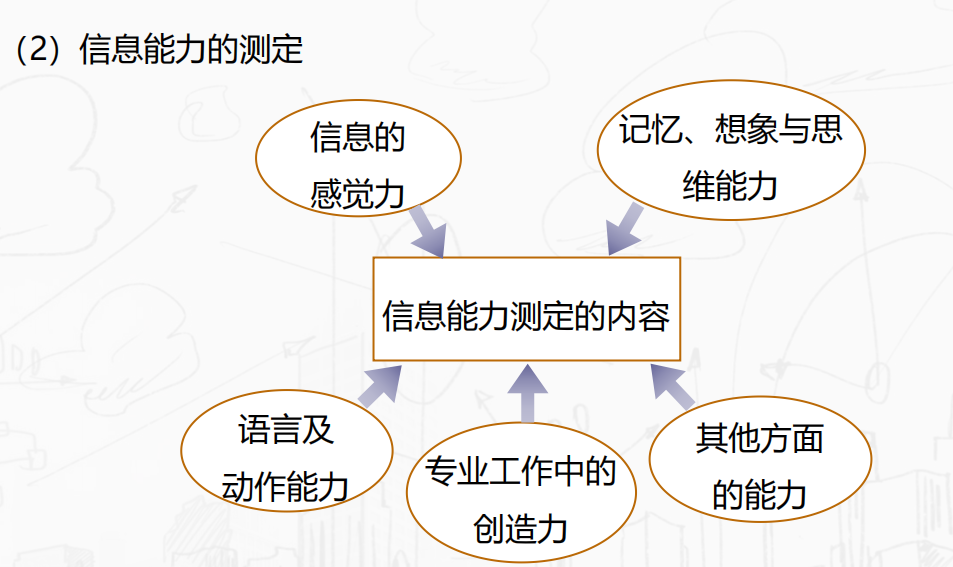 （2）信息能力的测定
信息的
感觉力
记忆、想象与思
维能力
信息能力测定的内容
语言及
动作能力
专业工作中的
创造力
其他方面
的能力